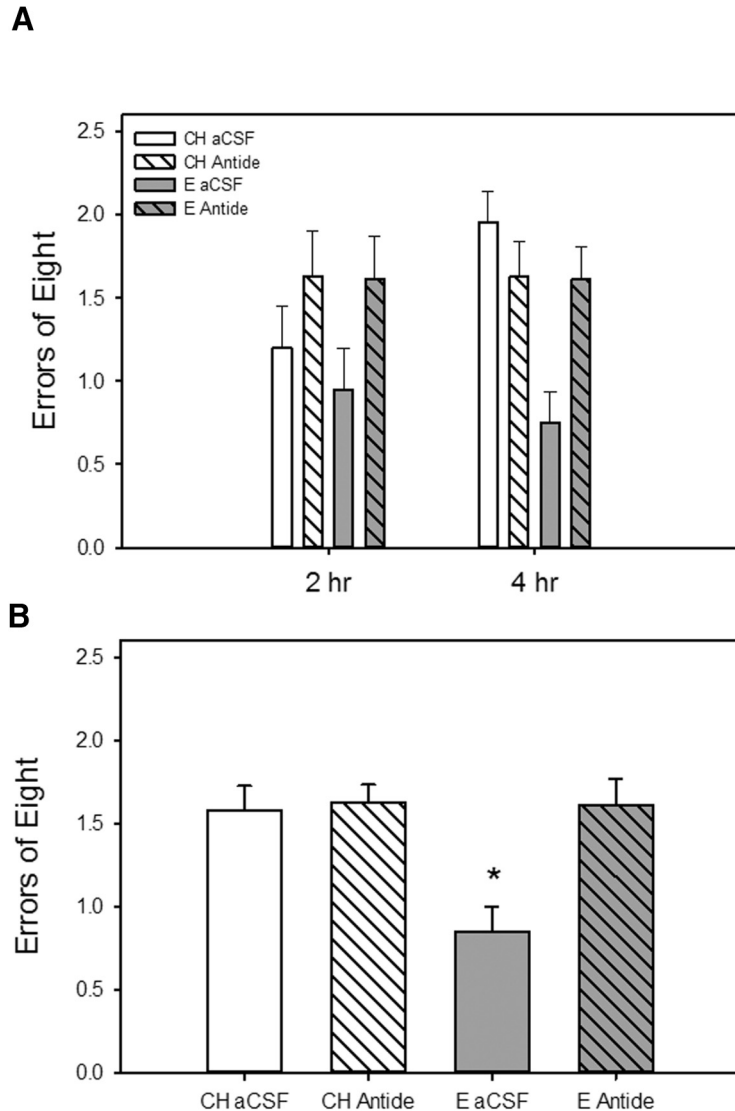 A
2.5
2.0
1.5
1.0
0.5
0.0
Errors of Eight
CH aCSF
CH Antide
E aCSF
E Antide
2 hr 4 hr
B
2.5
2.0
1.5
1.0
0.5
0.0
Errors of Eight
*
CH aCSF CH Antide E aCSF E Antide